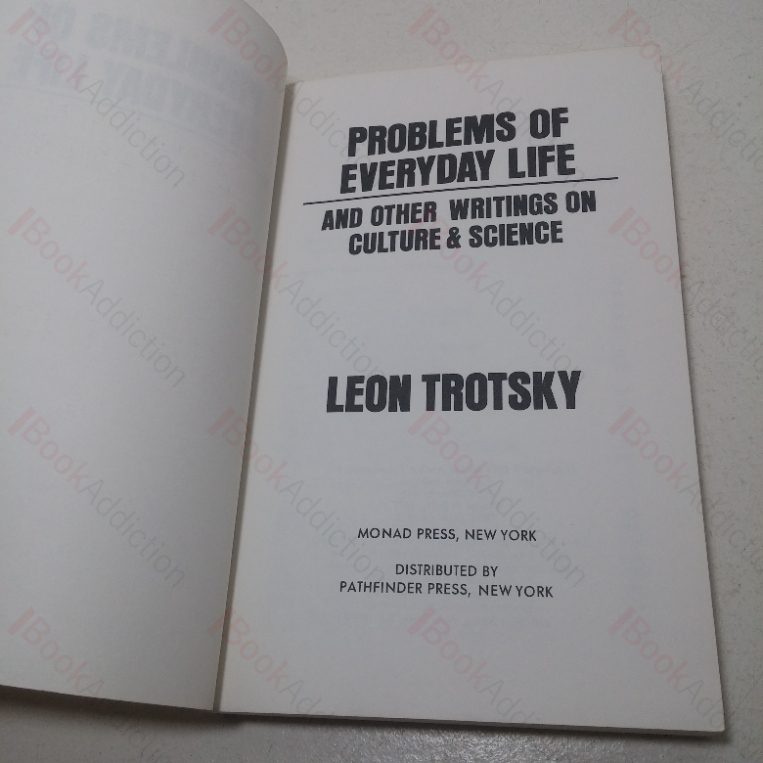 PROBLEMS OF
EVERYDAY LIFE
AND OTHER WRITINGS ON
CULTURE & SCIENCE
LEON TROTSKY
MONAD PRESS, NEW YORK
DISTRIBUTED BY
PATHFINDER PRESS, NEW YORK
BookAddiction